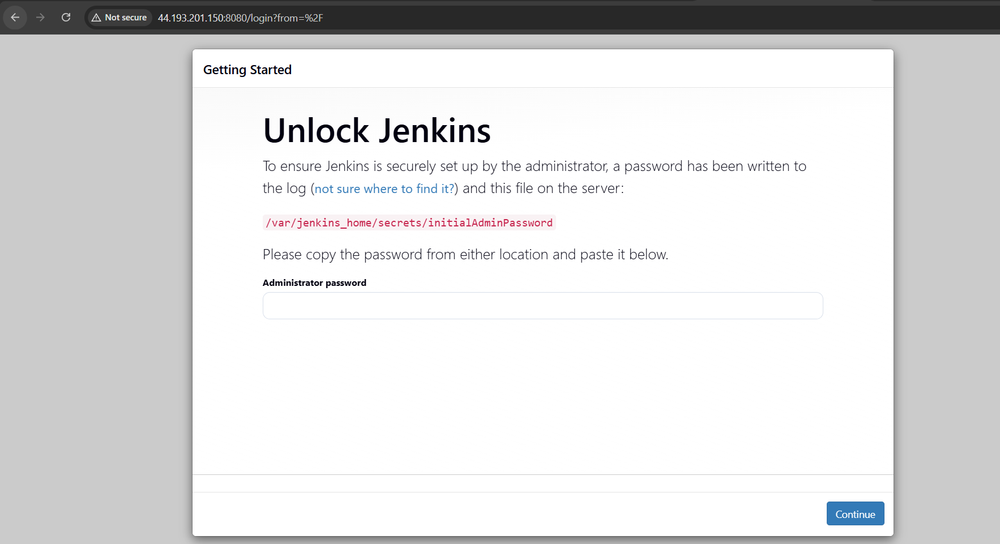 Not secure 44.193.201.150:8080/login?from=%2F
Getting Started
Unlock Jenkins
To ensure Jenkins is securely set up by the administrator, a password has been written to
the log (not sure where to find it?) and this file on the server:
/var/jenkins_home/secrets/initialAdminPassword
Please copy the password from either location and paste it below.
Administrator password
Continue